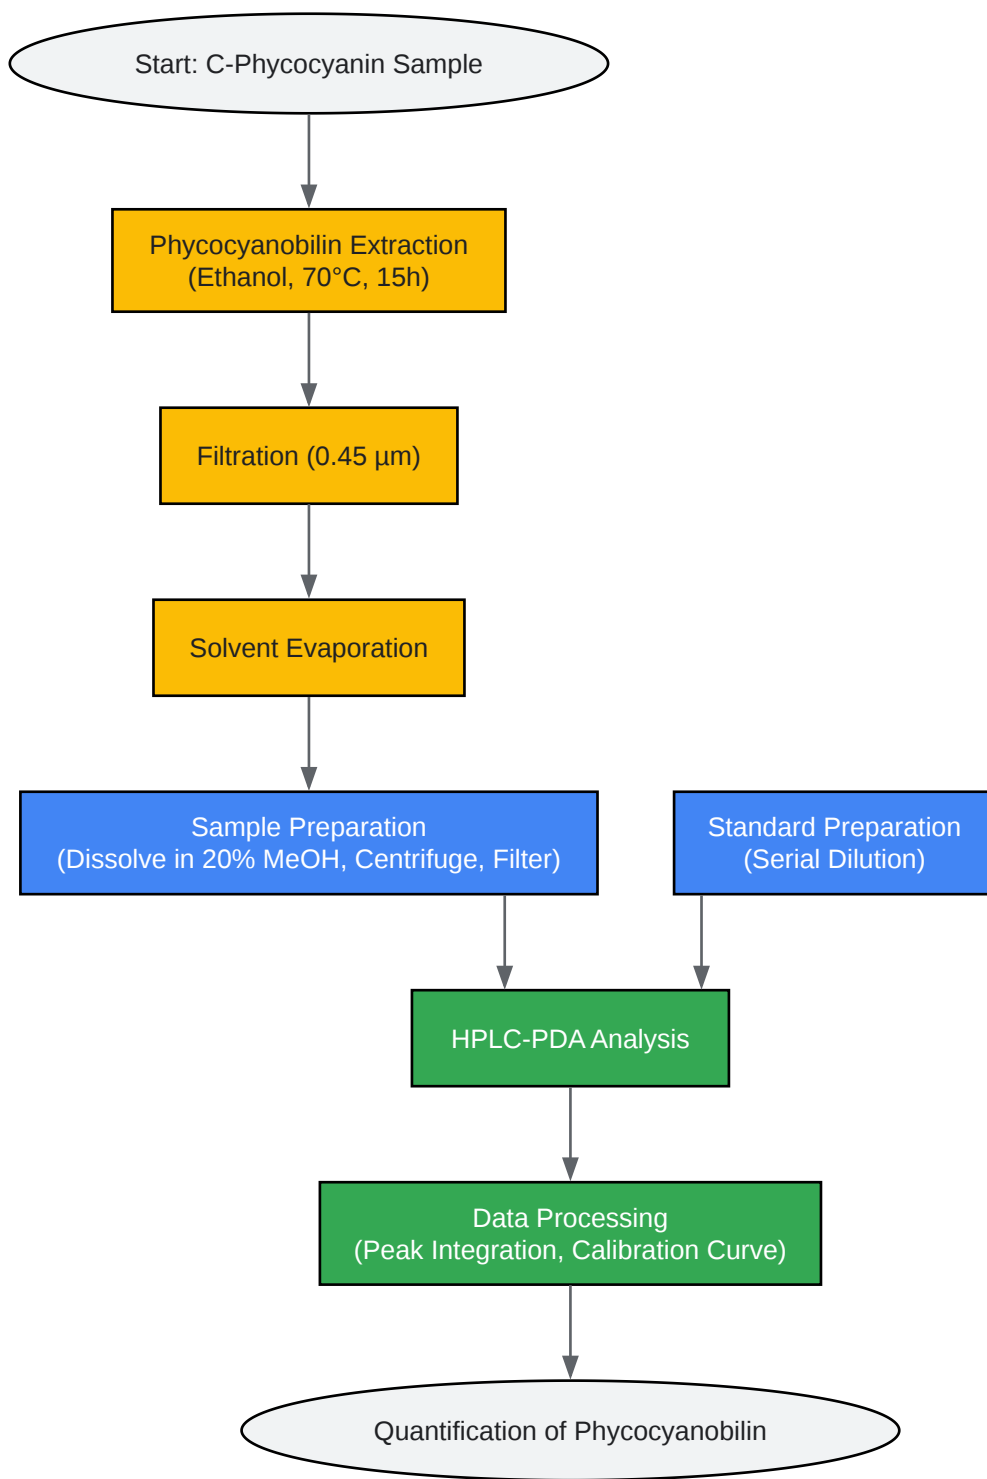 Start: C-Phycocyanin Sample
Phycocyanobilin Extraction
(Ethanol, 70°C, 15h)
Filtration (0.45 µm)
Solvent Evaporation
Sample Preparation
(Dissolve in 20% MeOH, Centrifuge, Filter)
Standard Preparation
(Serial Dilution)
HPLC-PDA Analysis
Data Processing
(Peak Integration, Calibration Curve)
Quantification of Phycocyanobilin